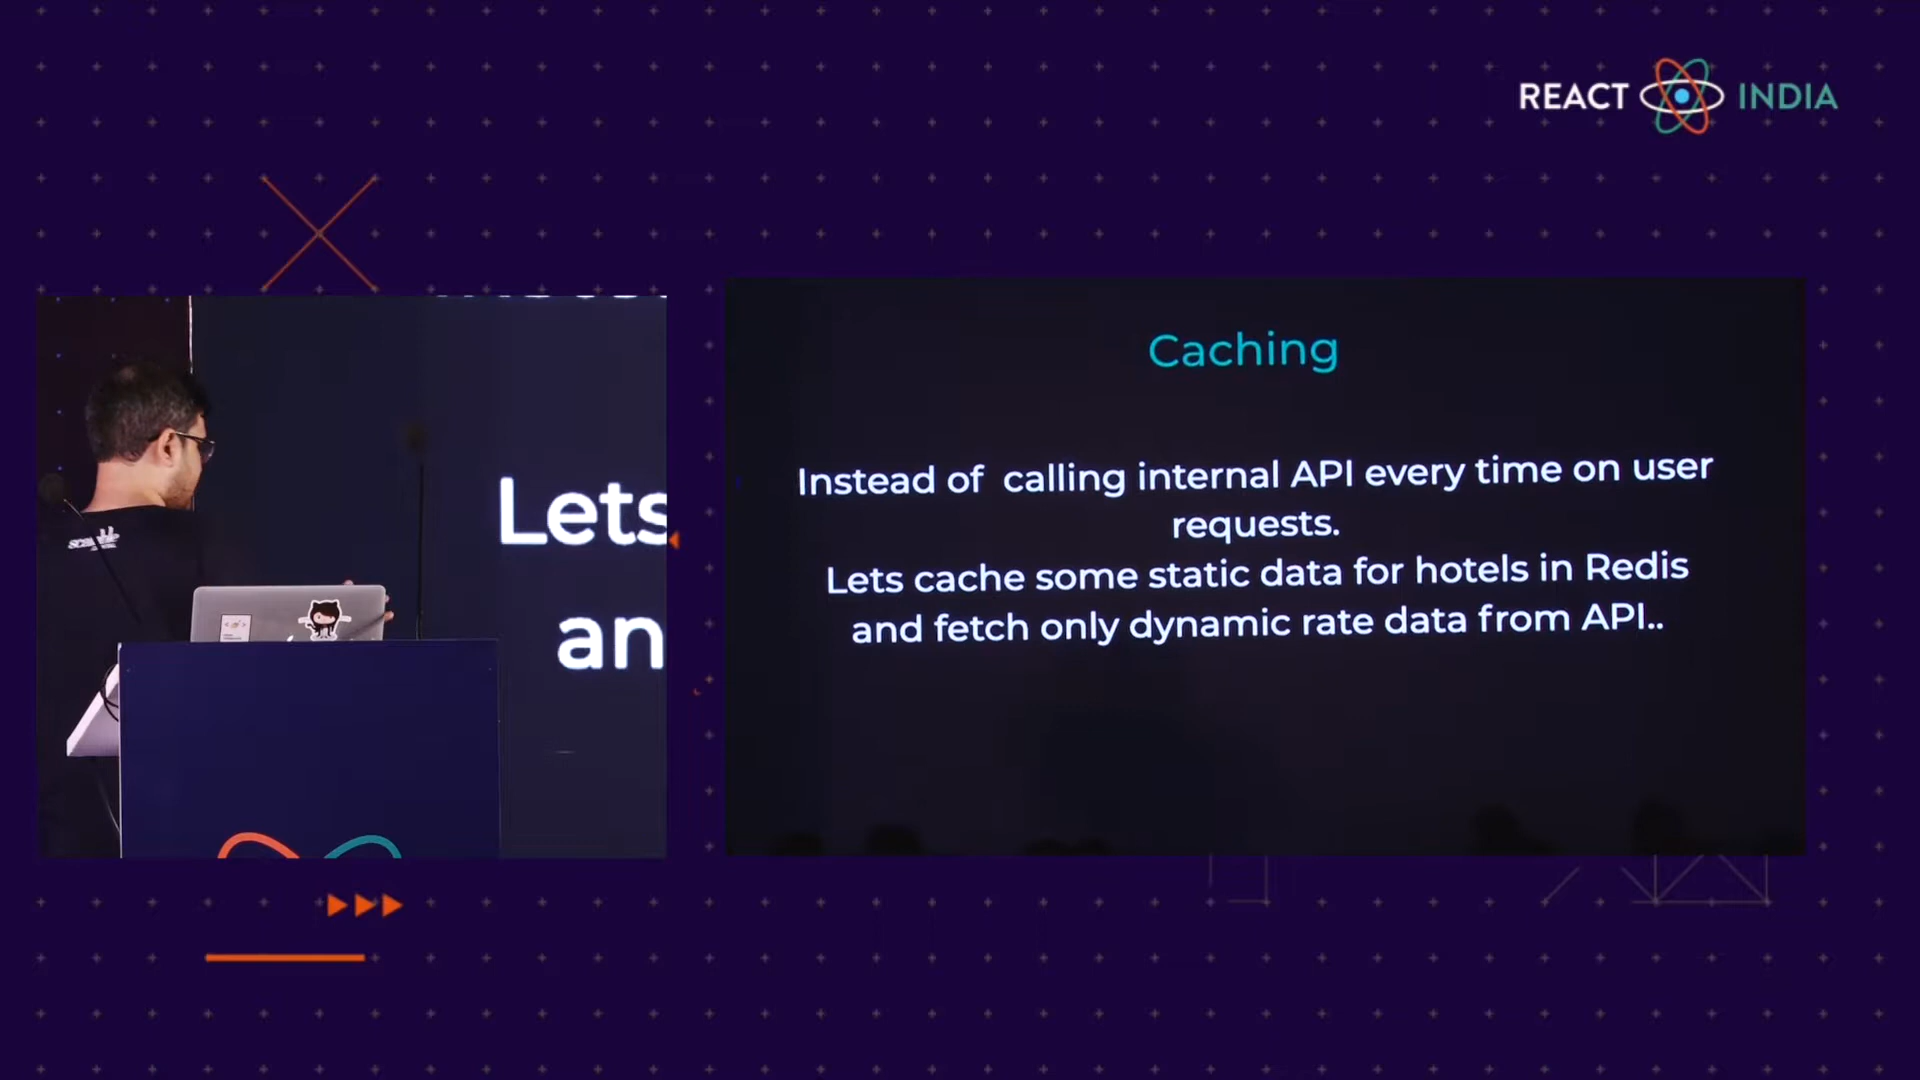 REACT INDIA
Caching
Instead of calling internal API every time on user
requests.
Lets cache some static data for hotels in Redis
and fetch only dynamic rate data from API..
Lets
an